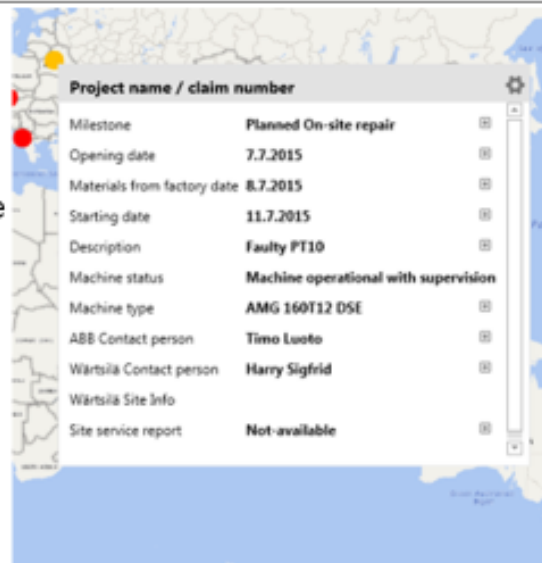 Project name / claim number
Milestone Planned On-site repair
Opening date 7.7.2015
Materials from factory date 8.7.2015
Starting date 11.7.2015
Description Faulty PT10
Machine status Machine operational with supervision
Machine type AMG 160T12 DSE
ABB Contact person Timo Luoto
Wärtsilä Contact person Harry Sigfrid
Wärtsilä Site Info
Site service report Not-available